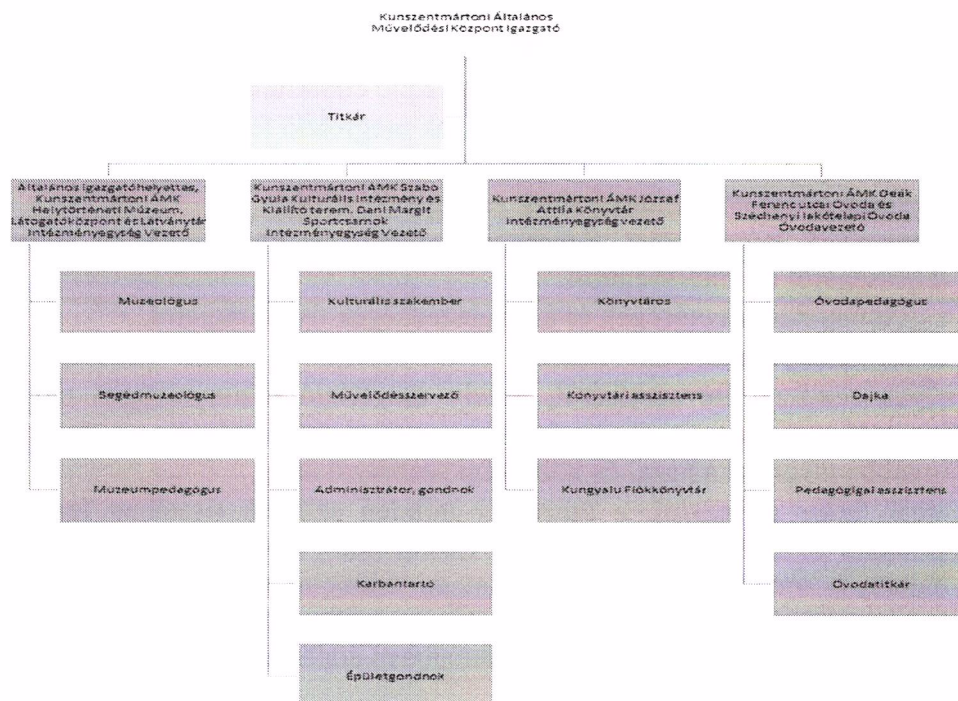 Kunszentmártoni Általános
Művelődési Központ Igazgató
Titkár
Általános Igazgatóhelyettes,
Kunszentmártoni ÁMK
Helytörténeti Múzeum,
Látogatóközpont és Látványtár
Intézményegység Vezető
Kunszentmártoni ÁMK Szabó
Gyula Kulturális Intézmény és
Kiállító terem, Dani Margit
Sportcsarnok
Intézményegység Vezető
Kunszentmártoni ÁMK József
Attila Könyvtár
Intézményegység vezető
Kunszentmártoni ÁMK Deák
Ferenc utcai Óvoda és
Széchenyi lakótelepi Óvoda
Óvodavezető
Muzeológus
Segédmuzeológus
Múzeumpedagógus
Kulturális szakember
Művelődésszervező
Adminisztrátor, gondnok
Karbantartó
Épületgondnok
Könyvtáros
Könyvtári asszisztens
Kungyalu Fiókkönyvtár
Óvodapedagógus
Dajka
Pedagógigai asszisztens
Óvodatitkár